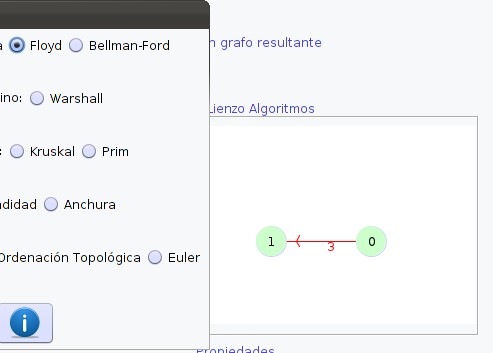 a Floyd Bellman-Ford
n grafo resultante
ino: Warshall
Lienzo Algoritmos
: Kruskal Prim
ndidad Anchura
1 3 0
Ordenación Topológica Euler
i
Propiedades